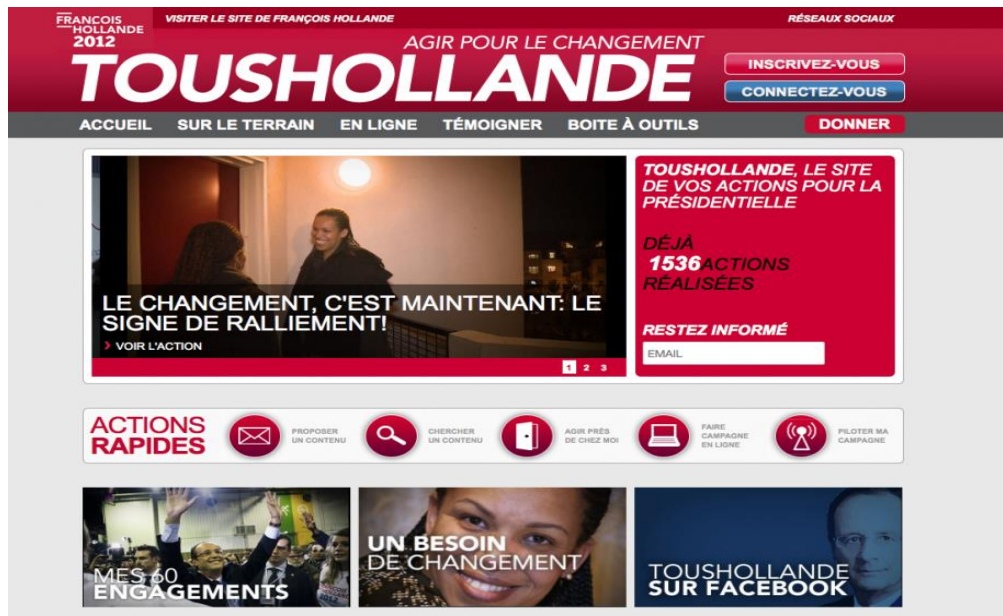 FRANCOIS
HOLLANDE
2012
VISITER LE SITE DE FRANÇOIS HOLLANDE
RÉSEAUX SOCIAUX
AGIR POUR LE CHANGEMENT
TOUSHOLLANDE
INSCRIVEZ-VOUS
CONNECTEZ-VOUS
ACCUEIL SUR LE TERRAIN EN LIGNE TÉMOIGNER BOITE À OUTILS DONNER
LE CHANGEMENT, C'EST MAINTENANT: LE
SIGNE DE RALLIEMENT!
VOIR L'ACTION
1 2 3
TOUSHOLLANDE, LE SITE
DE VOS ACTIONS POUR LA
PRÉSIDENTIELLE
DÉJÀ
1536 ACTIONS
RÉALISÉES
RESTEZ INFORMÉ
EMAIL
ACTIONS
RAPIDES
PROPOSER
UN CONTENU
CHERCHER
UN CONTENU
AGIR PRÈS
DE CHEZ MOI
FAIRE
CAMPAGNE
EN LIGNE
PILOTER MA
CAMPAGNE
MES 60
ENGAGEMENTS
UN BESOIN
DE CHANGEMENT
TOUSHOLLANDE
SUR FACEBOOK